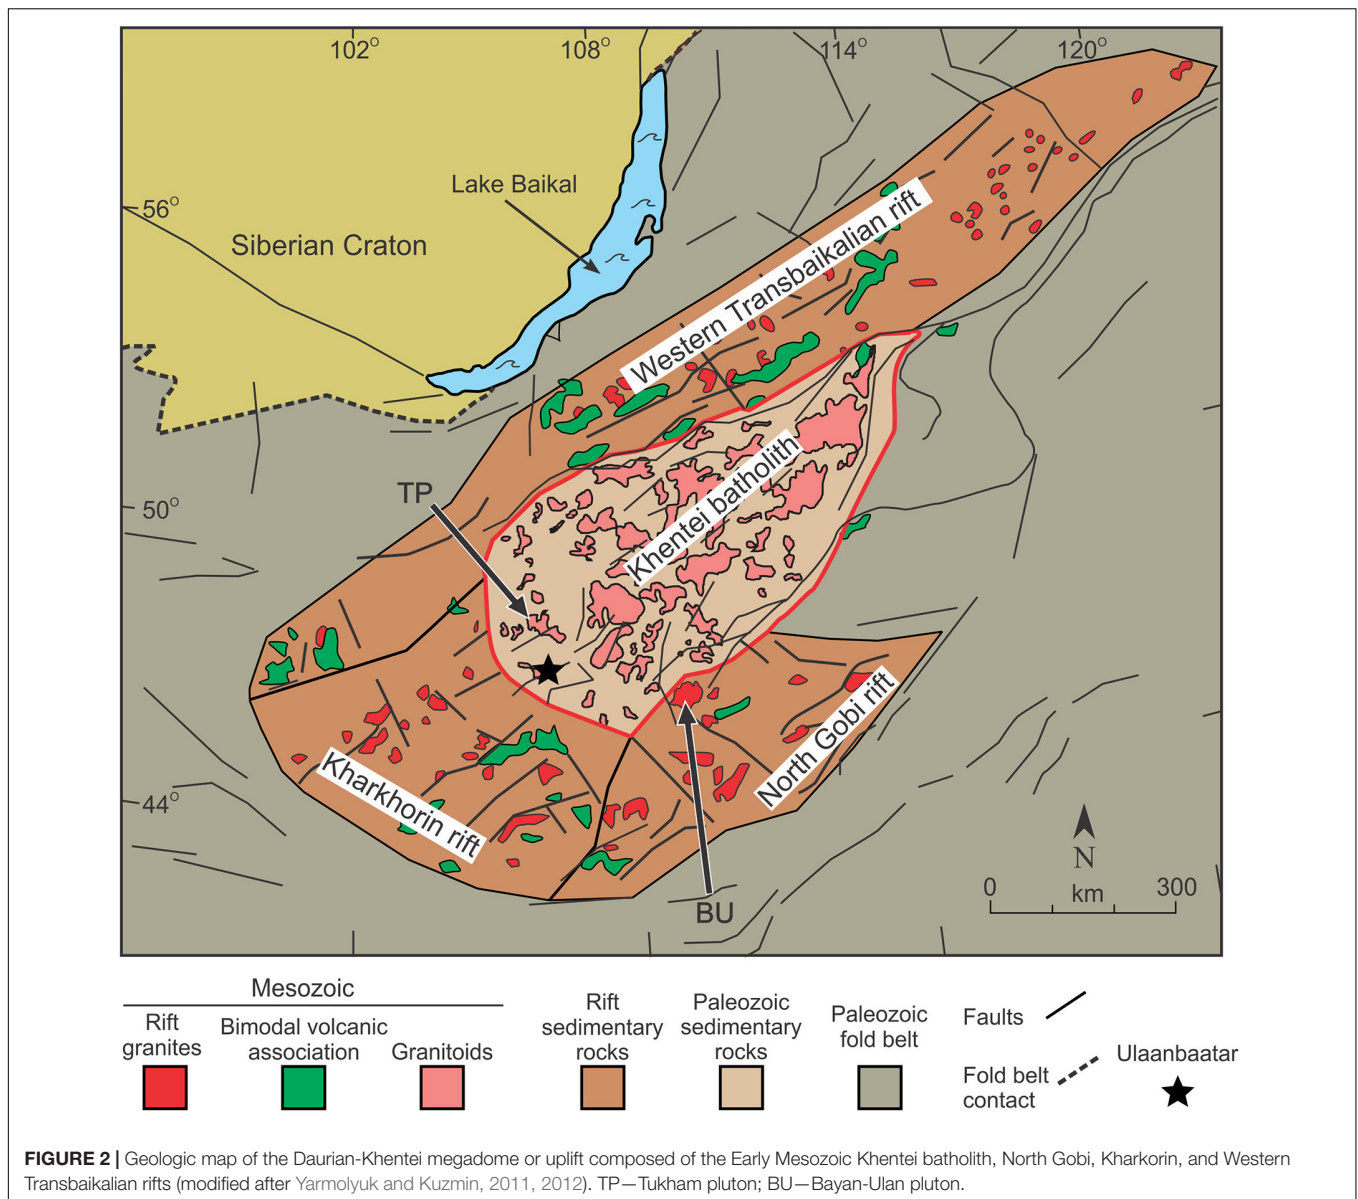 102°
108°
114°
120°
Lake Baikal
56°
Siberian Craton
Western Transbaikalian rift
TP
Khentei batholith
50°
North Gobi rift
Kharkhorin rift
44°
N
0 km 300
BU
Mesozoic
Rift
granites
Bimodal volcanic
association
Granitoids
Rift
sedimentary
rocks
Paleozoic
sedimentary
rocks
Paleozoic
fold belt
Faults
Fold belt
contact
Ulaanbaatar
FIGURE 2 | Geologic map of the Daurian-Khentei megadome or uplift composed of the Early Mesozoic Khentei batholith, North Gobi, Kharkorin, and Western
Transbaikalian rifts (modified after Yarmolyuk and Kuzmin, 2011, 2012). TP—Tukham pluton; BU—Bayan-Ulan pluton.